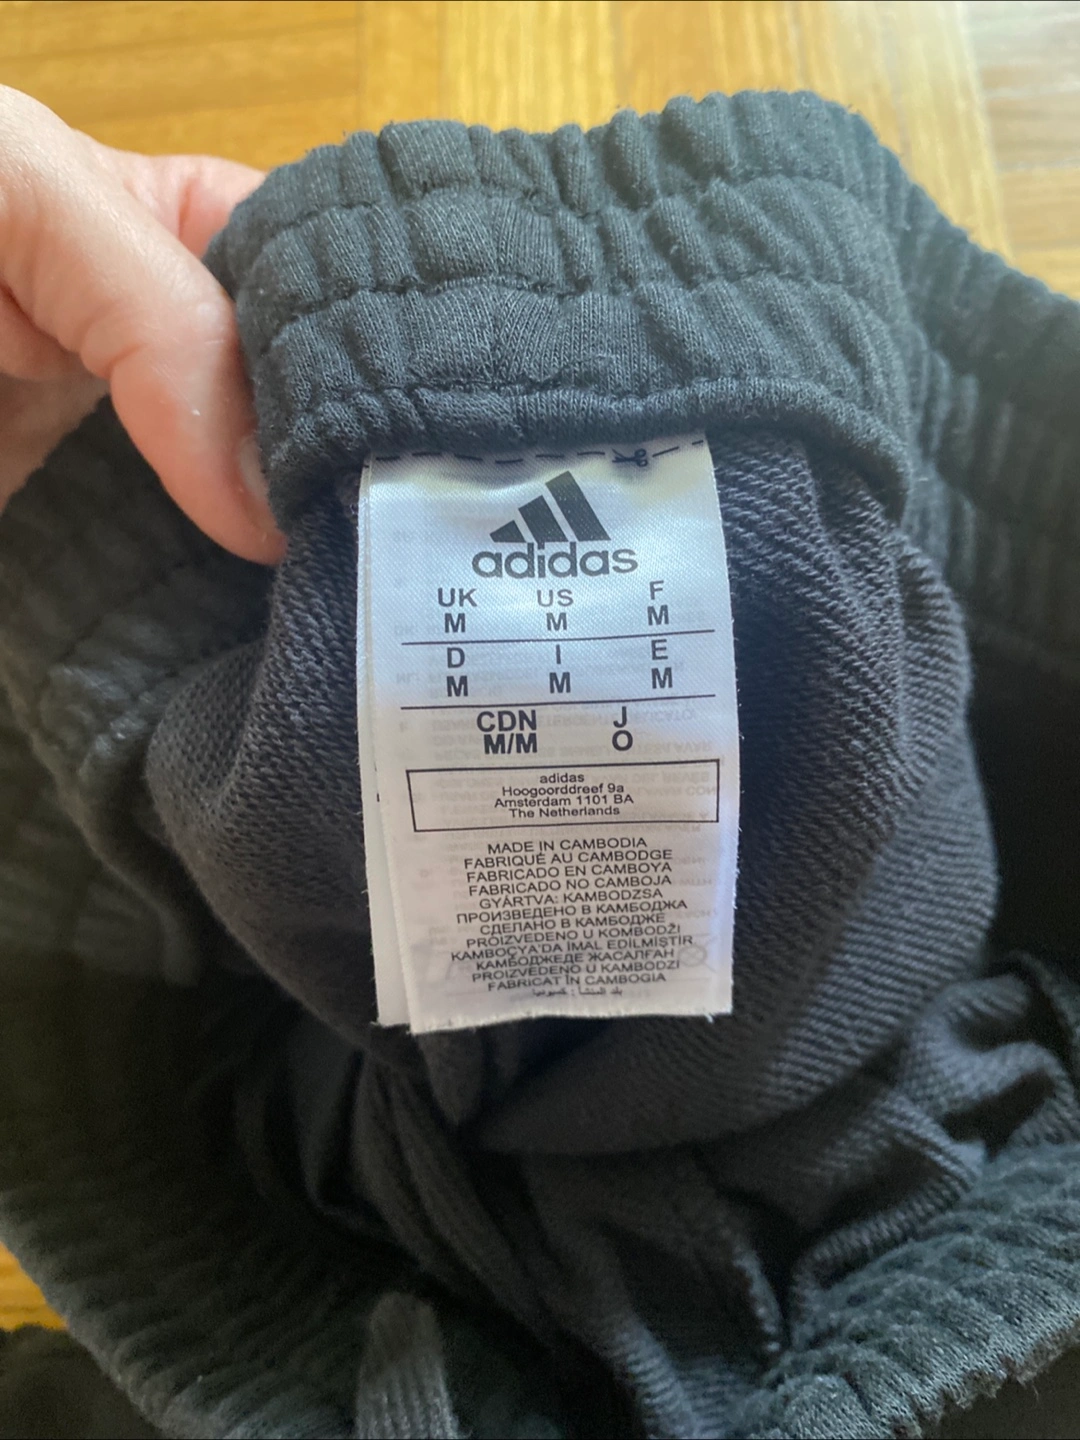 adidas
UK US F
M M M
D I E
M M M
CDN J
M/M O
adidas
Hoogoorddreef 9a
Amsterdam 1101 BA
The Netherlands
MADE IN CAMBODIA
FABRIQUÉ AU CAMBODGE
FABRICADO EN CAMBOYA
FABRICADO NO CAMBOJA
GYÁRTVA: KAMBODZSA
ПРОИЗВЕДЕНО В КАМБОДЖА
СДЕЛАНО В КАМБОДЖЕ
PROIZVEDENO U KOMBODŽI
KAMBOÇYA'DA İMAL EDİLMİŞTİR
КАМБОДЖЕДЕ ЖАСАЛҒАН
PROIZVEDENO U KAMBODZI
FABRICAT ÎN CAMBOGIA